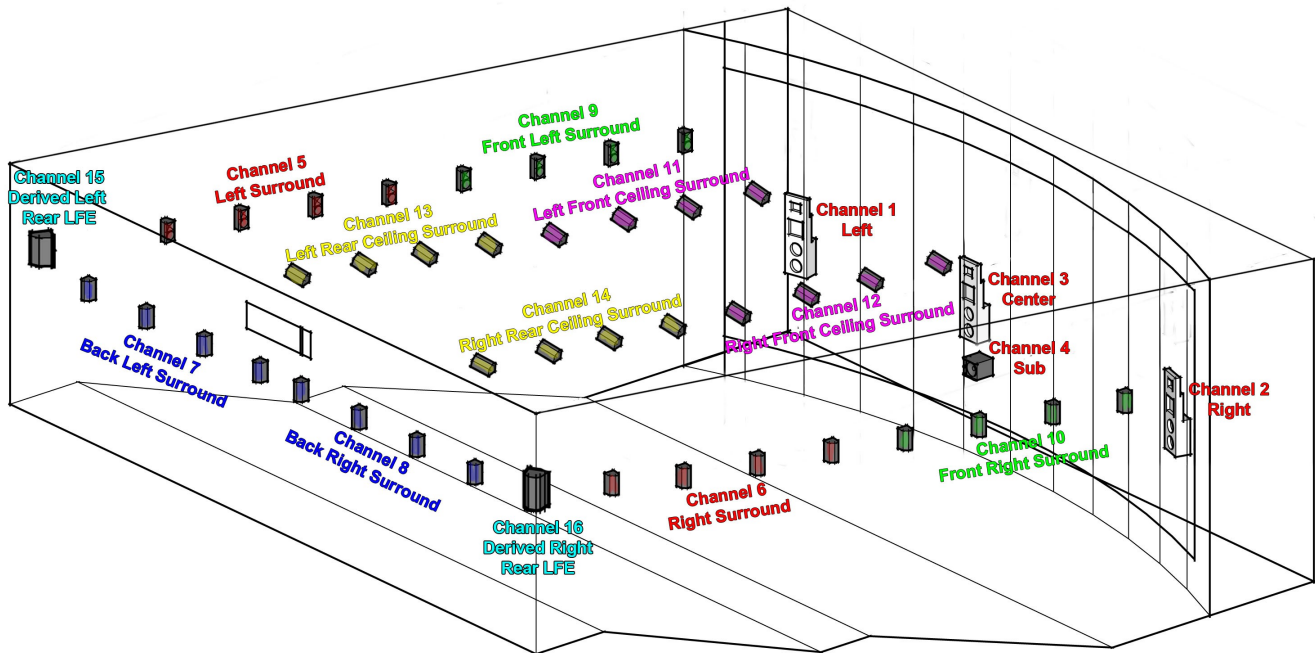 Channel 9
Front Left Surround
Channel 5
Left Surround
Channel 15
Derived Left
Rear LFE
Channel 11
Left Front Ceiling Surround
Channel 13
Left Rear Ceiling Surround
Channel 1
Left
Channel 3
Center
Channel 14
Right Rear Ceiling Surround
Channel 12
Right Front Ceiling Surround
Channel 7
Back Left Surround
Channel 4
Sub
Channel 2
Right
Channel 8
Back Right Surround
Channel 10
Front Right Surround
Channel 6
Right Surround
Channel 16
Derived Right
Rear LFE